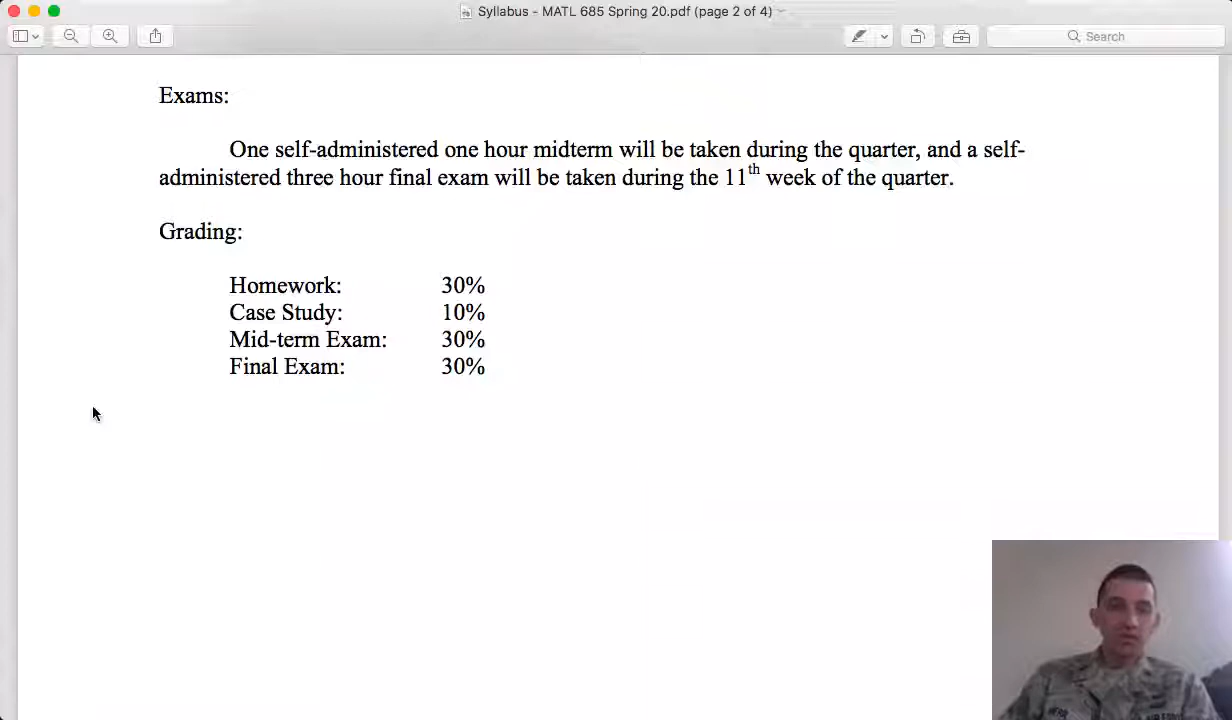 Syllabus - MATL 685 Spring 20.pdf (page 2 of 4)
Search
Exams:
One self-administered one hour midterm will be taken during the quarter, and a self-
administered three hour final exam will be taken during the 11th week of the quarter.
Grading:
Homework: 30%
Case Study: 10%
Mid-term Exam: 30%
Final Exam: 30%